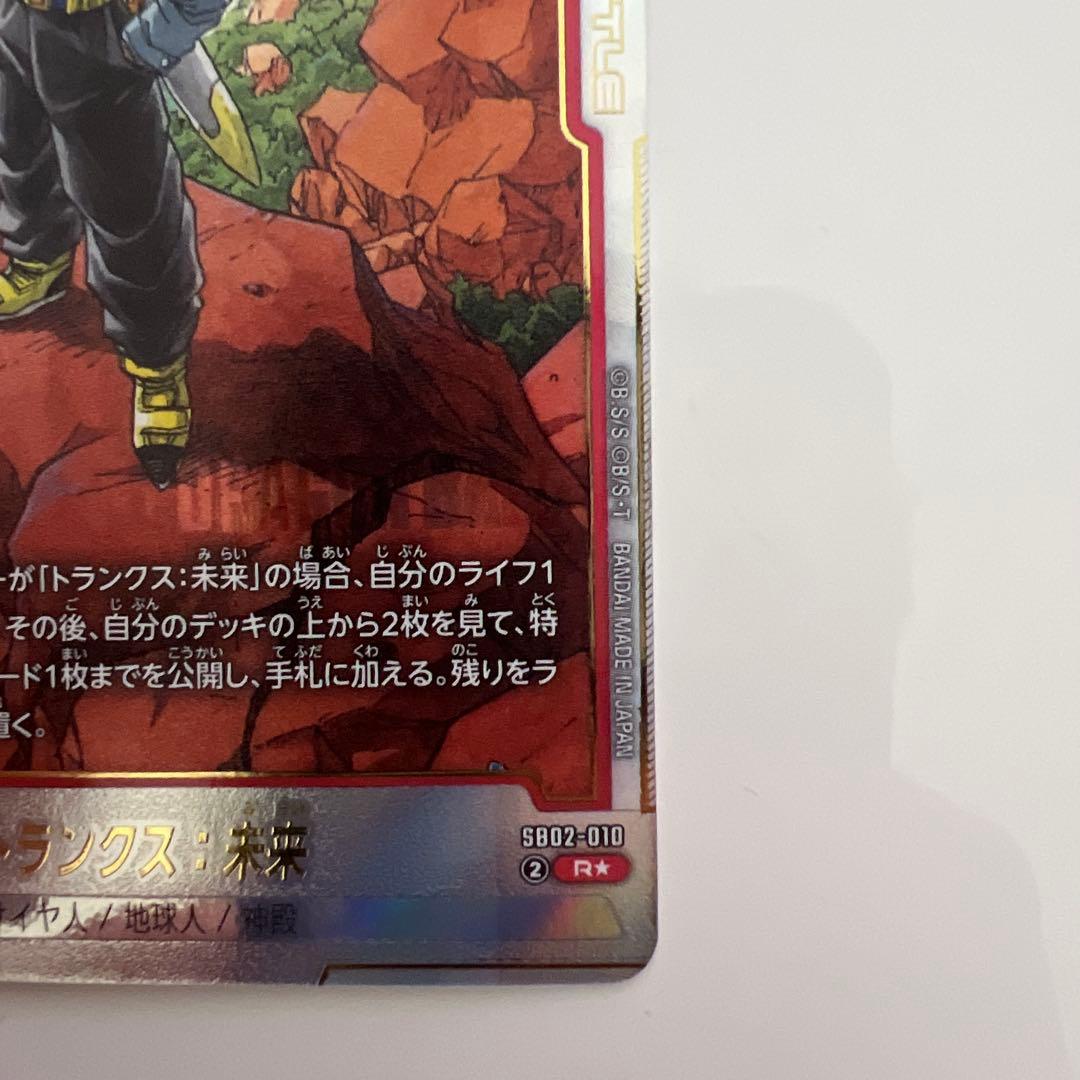 TLE
©B.S/S ©B/S・T BANDAI MADE IN JAPAN
ーが「トランクス：未来」の場合、自分のライフ1
その後、自分のデッキの上から2枚を見て、特
ード1枚までを公開し、手札に加える。残りをラ
置く。
トランクス：未来
SB02-010
2 R★
サイヤ人 / 地球人 / 神殿